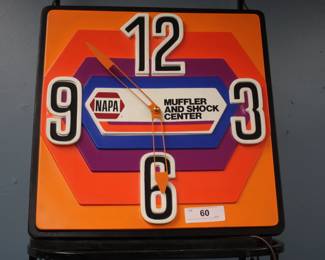 12
9
NAPA
MUFFLER
AND SHOCK
CENTER
3
6
60